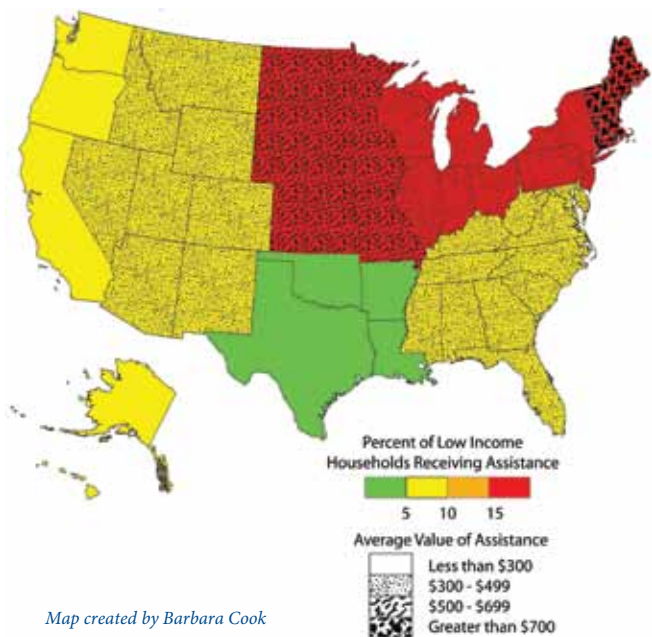 Percent of Low Income
Households Receiving Assistance
5 10 15
Average Value of Assistance
Less than $300
$300 - $499
$500 - $699
Greater than $700
Map created by Barbara Cook